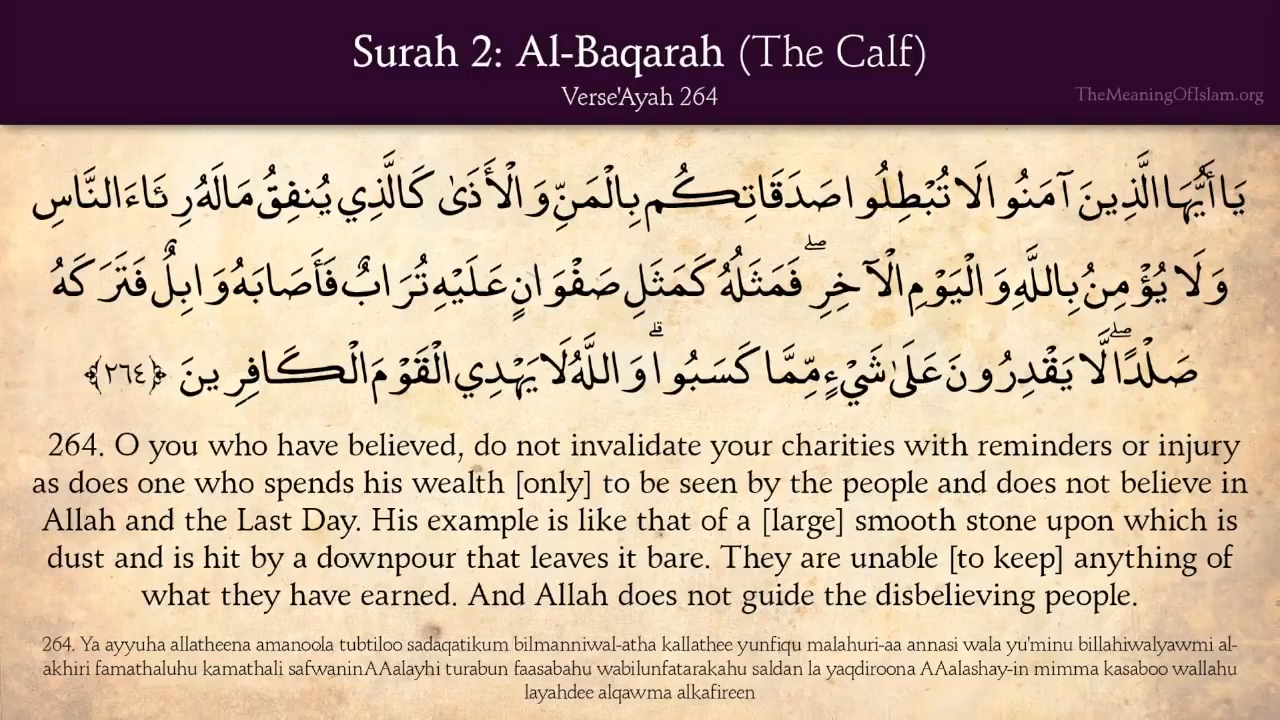 Surah 2: Al-Baqarah (The Calf)
Verse'Ayah 264
TheMeaningOfIslam.org
يَا أَيُّهَا الَّذِينَ آمَنُوا لَا تُبْطِلُوا صَدَقَاتِكُم بِالْمَنِّ وَالْأَذَىٰ كَالَّذِي يُنفِقُ مَالَهُ رِئَاءَ النَّاسِ
وَلَا يُؤْمِنُ بِاللَّهِ وَالْيَوْمِ الْآخِرِ ۖ فَمَثَلُهُ كَمَثَلِ صَفْوَانٍ عَلَيْهِ تُرَابٌ فَأَصَابَهُ وَابِلٌ فَتَرَكَهُ
صَلْدًا ۖ لَّا يَقْدِرُونَ عَلَىٰ شَيْءٍ مِّمَّا كَسَبُوا ۗ وَاللَّهُ لَا يَهْدِي الْقَوْمَ الْكَافِرِينَ ﴿٢٦٤﴾
264. O you who have believed, do not invalidate your charities with reminders or injury
as does one who spends his wealth [only] to be seen by the people and does not believe in
Allah and the Last Day. His example is like that of a [large] smooth stone upon which is
dust and is hit by a downpour that leaves it bare. They are unable [to keep] anything of
what they have earned. And Allah does not guide the disbelieving people.
264. Ya ayyuha allatheena amanoola tubtiloo sadaqatikum bilmanniwal-atha kallathee yunfiqu malahuri-aa annasi wala yu'minu billahiwalyawmi al-
akhiri famathaluhu kamathali safwaninAAalayhi turabun faasabahu wabilunfatarakahu saldan la yaqdiroona AAalashay-in mimma kasaboo wallahu
layahdee alqawma alkafireen